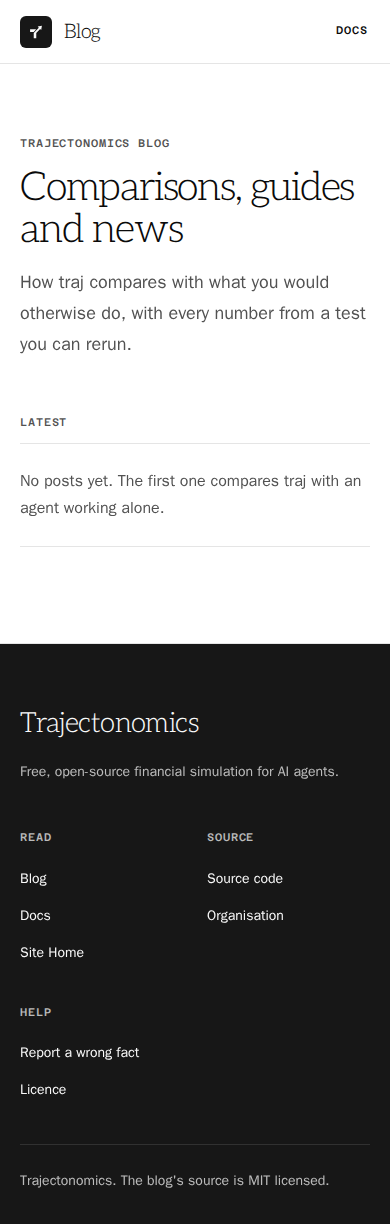 Blog
DOCS
TRAJECTONOMICS BLOG
Comparisons, guides
and news
How traj compares with what you would
otherwise do, with every number from a test
you can rerun.
LATEST
No posts yet. The first one compares traj with an
agent working alone.
Trajectonomics
Free, open-source financial simulation for AI agents.
READ
Blog
Docs
Site Home
SOURCE
Source code
Organisation
HELP
Report a wrong fact
Licence
Trajectonomics. The blog's source is MIT licensed.